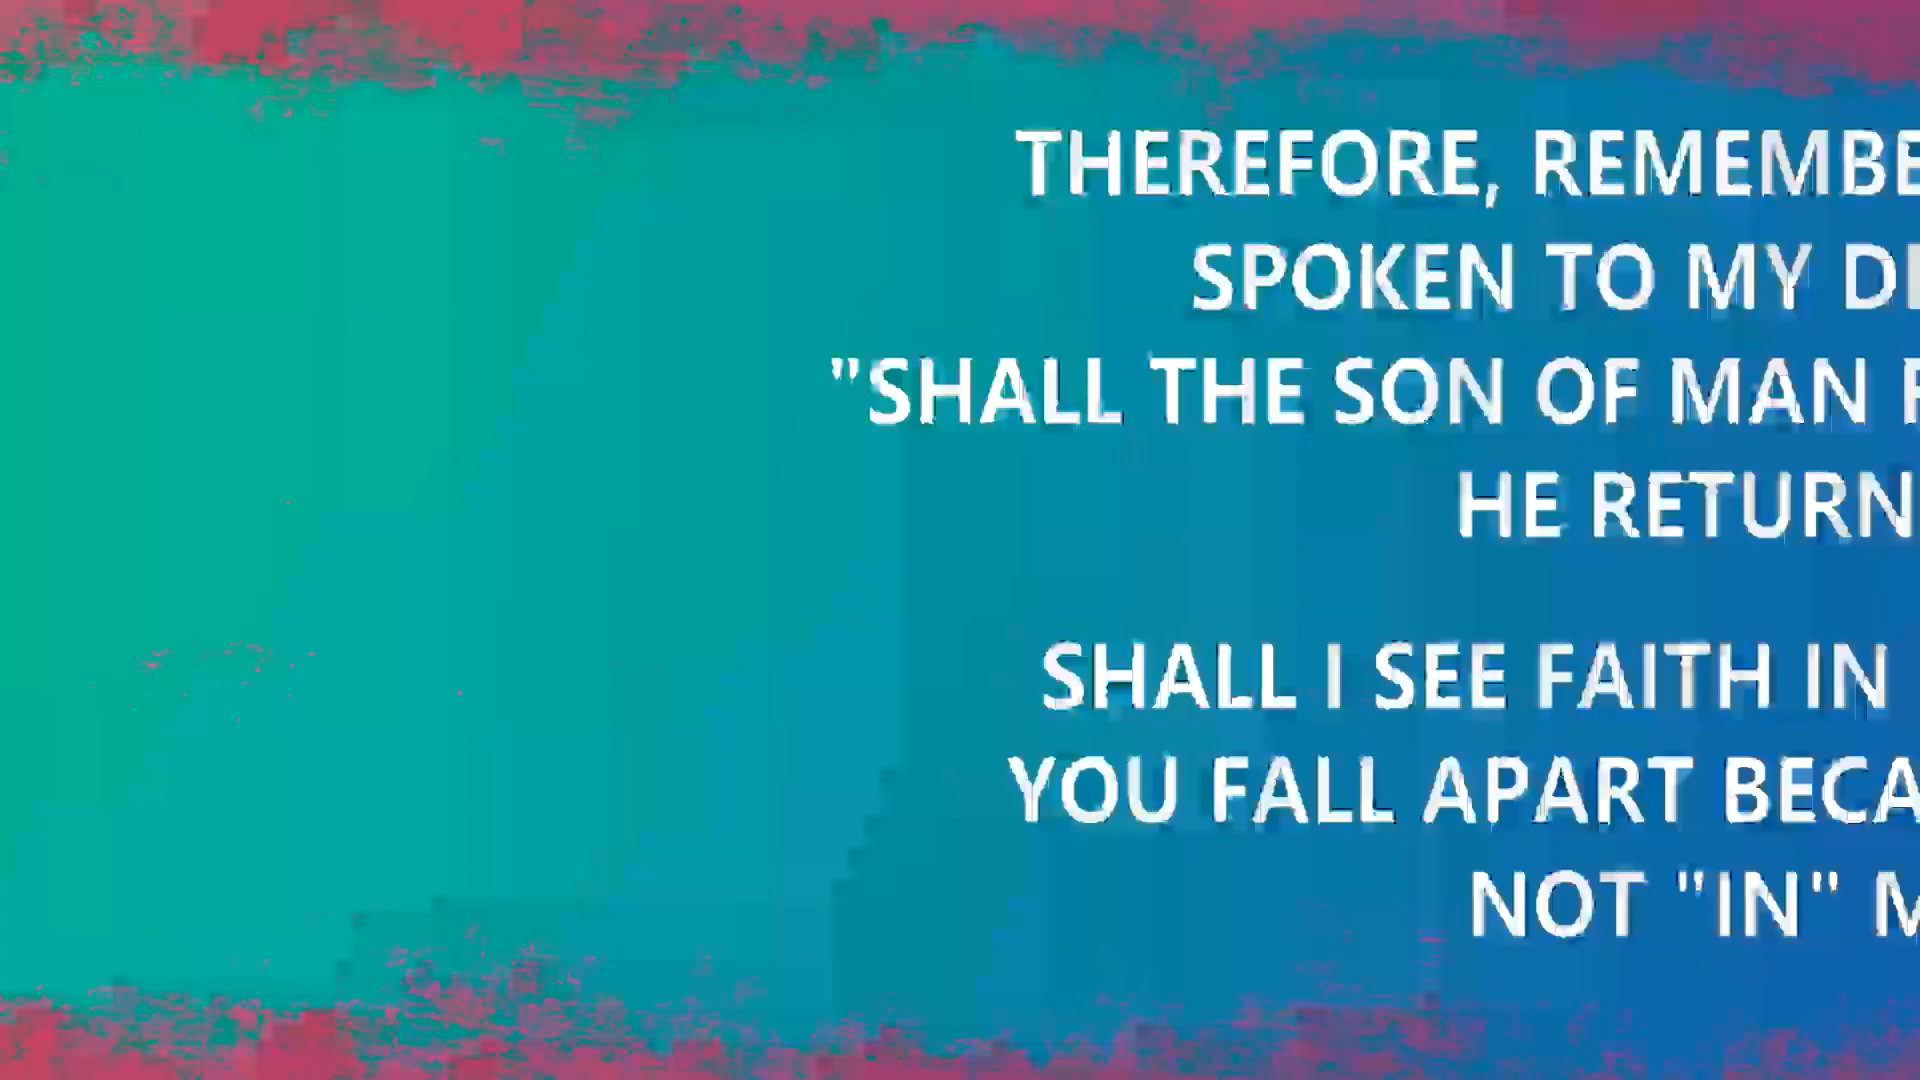 THEREFORE, REMEMBE
SPOKEN TO MY DI
"SHALL THE SON OF MAN F
HE RETURN
SHALL I SEE FAITH IN
YOU FALL APART BECA
NOT "IN" M